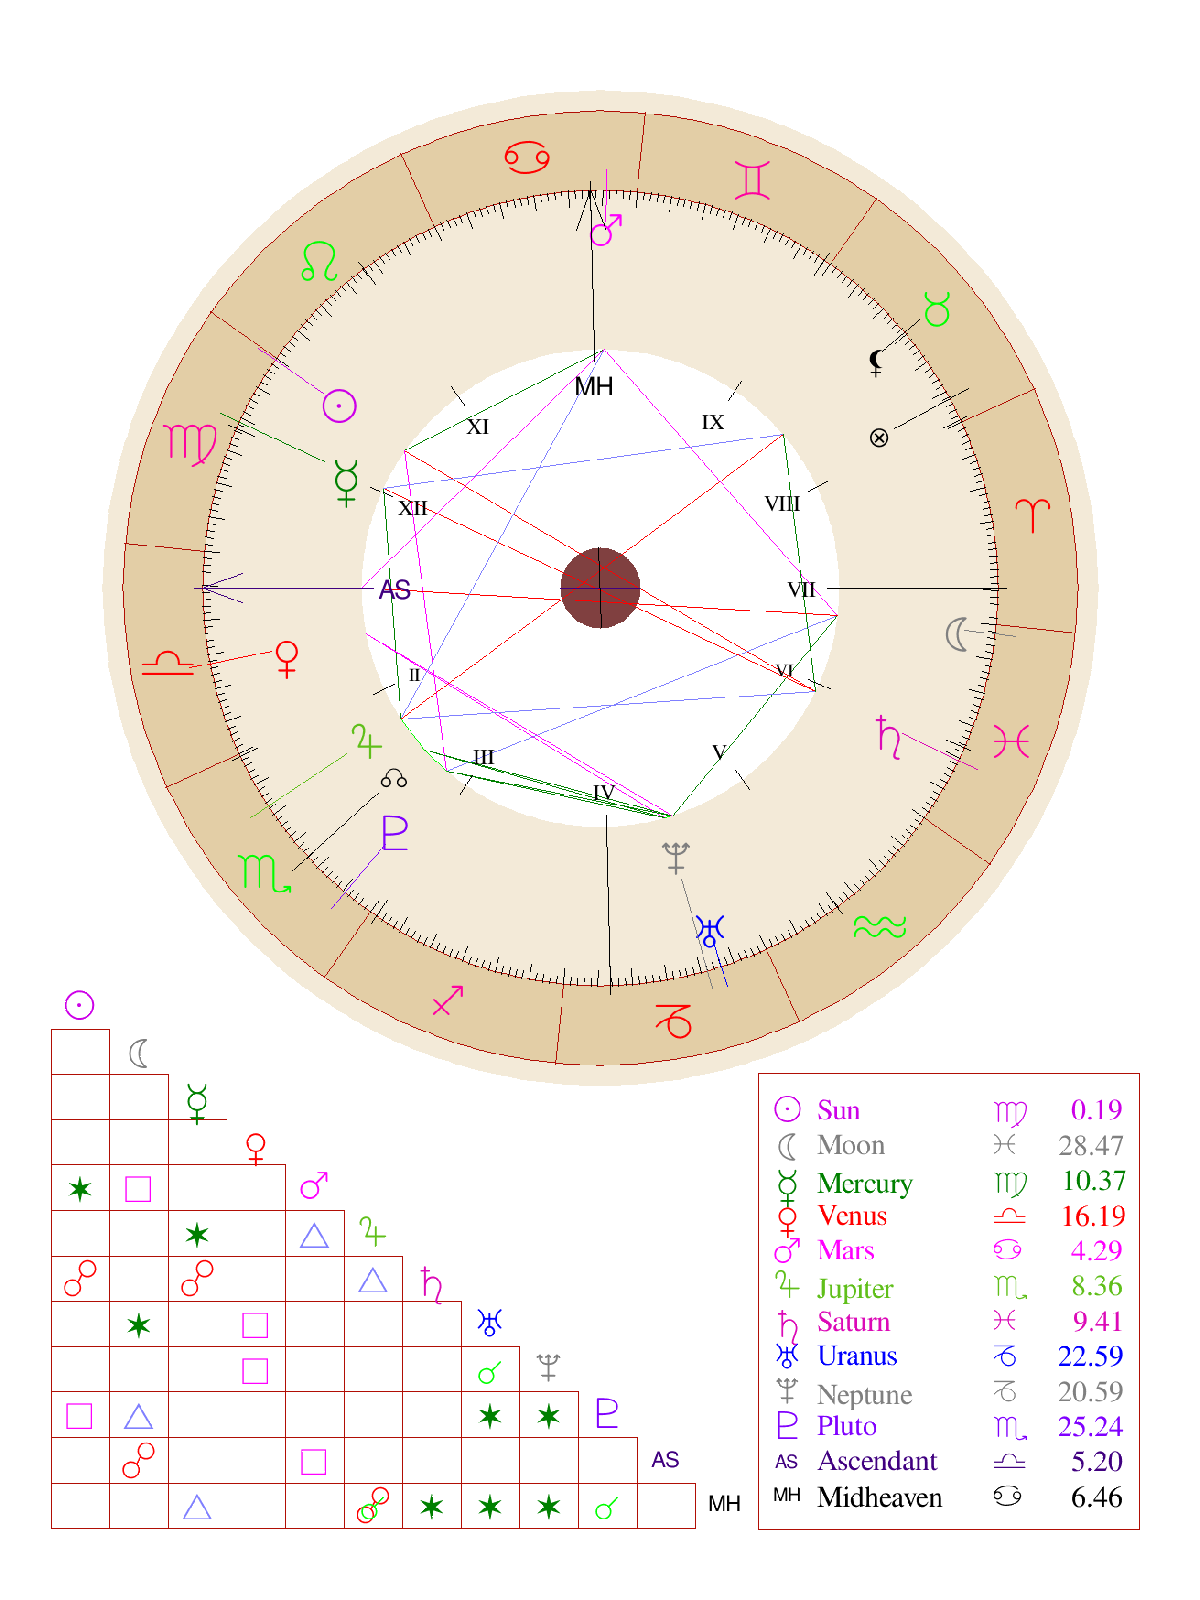 MH
XI
IX
XII
VIII
AS
VII
II
VI
III
V
IV
☉ Sun ♍ 0.19
☾ Moon ♓ 28.47
☿ Mercury ♍ 10.37
♀ Venus ♎ 16.19
♂ Mars ♋ 4.29
♃ Jupiter ♏ 8.36
♄ Saturn ♓ 9.41
♅ Uranus ♑ 22.59
♆ Neptune ♑ 20.59
♇ Pluto ♏ 25.24
AS Ascendant ♎ 5.20
MH Midheaven ♋ 6.46
AS
MH